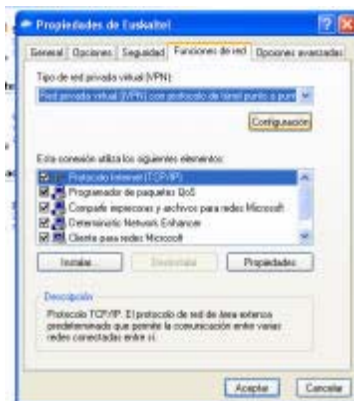 Propiedades de Euskaltel
General Opciones Seguridad Funciones de red Opciones avanzadas
Tipo de red privada virtual (VPN):
Red privada virtual (VPN) con protocolo de túnel punto a punt
Configuración
Esta conexión utiliza los siguientes elementos:
Protocolo Internet (TCP/IP)
Programador de paquetes QoS
Compartir impresoras y archivos para redes Microsoft
Deterministic Network Enhancer
Cliente para redes Microsoft
Instalar... Desinstalar Propiedades
Descripción
Protocolo TCP/IP. El protocolo de red de área extensa
predeterminado que permite la comunicación entre varias
redes conectadas entre sí.
Aceptar Cancelar